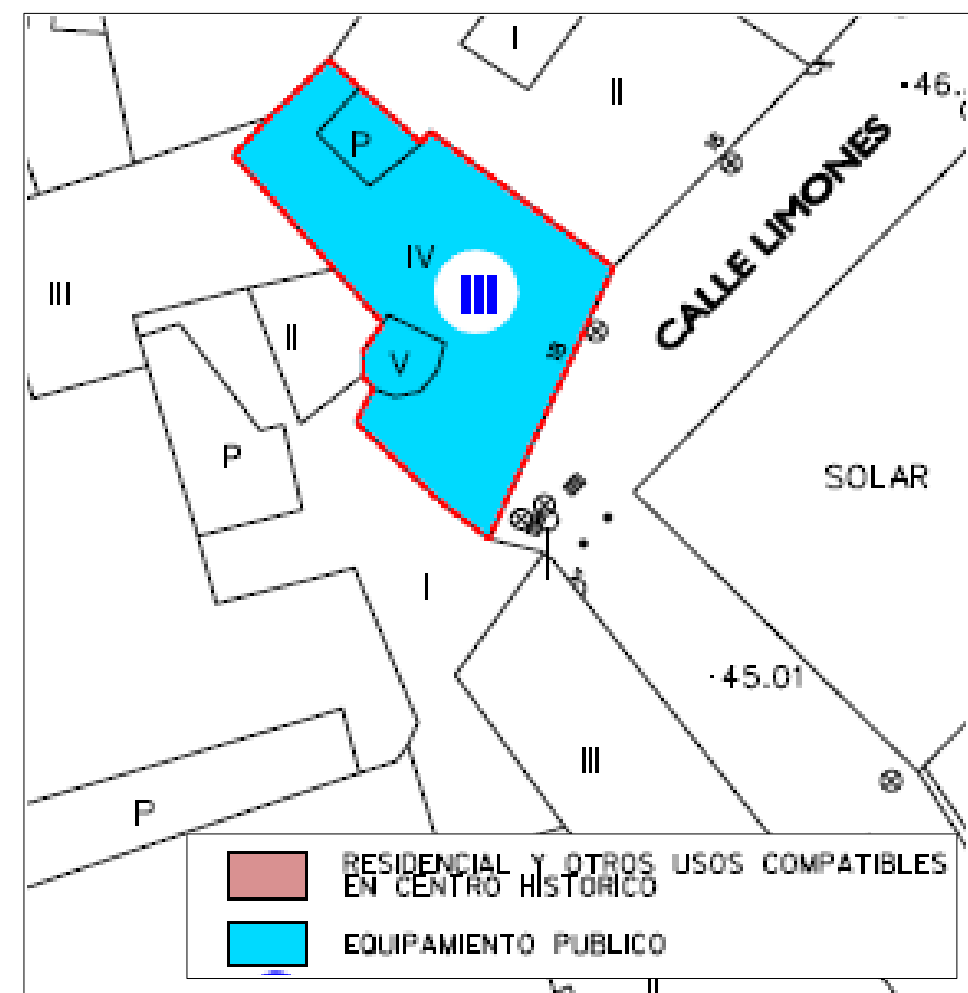 I
II
·46.
P
CALLE LIMONES
IV
III
III
II
V
P
SOLAR
I
·45.01
III
P
RESIDENCIAL Y OTROS USOS COMPATIBLES
EN CENTRO HISTORICO
EQUIPAMIENTO PUBLICO
II